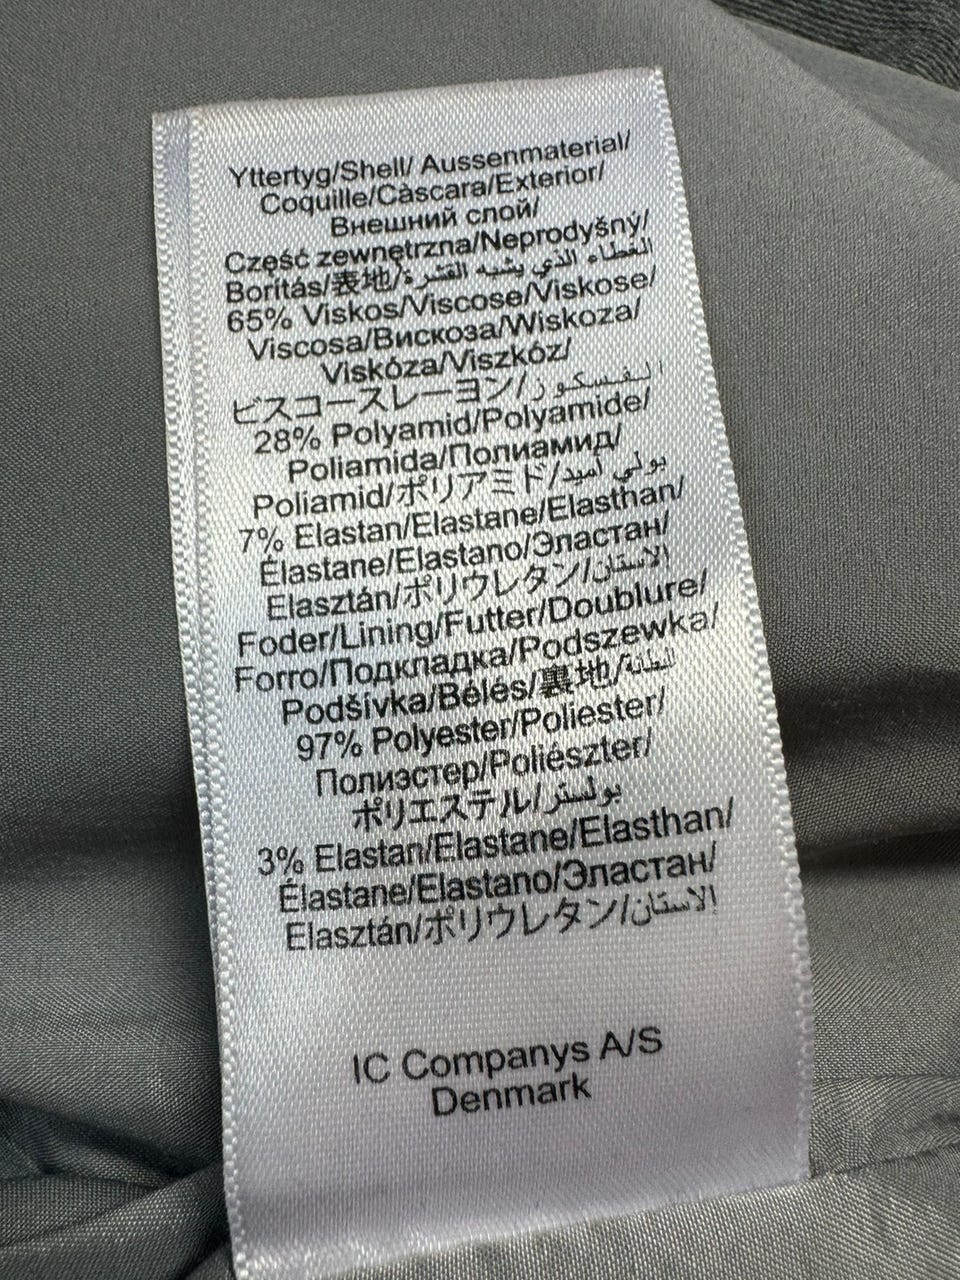 Yttertyg/Shell/ Aussenmaterial/
Coquille/Càscara/Exterior/
Внешний слой/
Część zewnętrzna/Neprodyšný/
Borítás/表地/الغطاء الذي يشبه القشرة
65% Viskos/Viscose/Viskose/
Viscosa/Вискоза/Wiskoza/
Viskóza/Viszkóz/
ビスコースレーヨン/الفسكوز
28% Polyamid/Polyamide/
Poliamida/Полиамид/
Poliamid/ポリアミド/بولي أميد
7% Elastan/Elastane/Elasthan/
Élastane/Elastano/Эластан/
Elasztán/ポリウレタン/الاستان
Foder/Lining/Futter/Doublure/
Forro/Подкладка/Podszewka/
Podšívka/Bélés/裏地/البطانة
97% Polyester/Poliester/
Полиэстер/Poliészter/
ポリエステル/بولستر
3% Elastan/Elastane/Elasthan/
Élastane/Elastano/Эластан/
Elasztán/ポリウレタン/الاستان
IC Companys A/S
Denmark